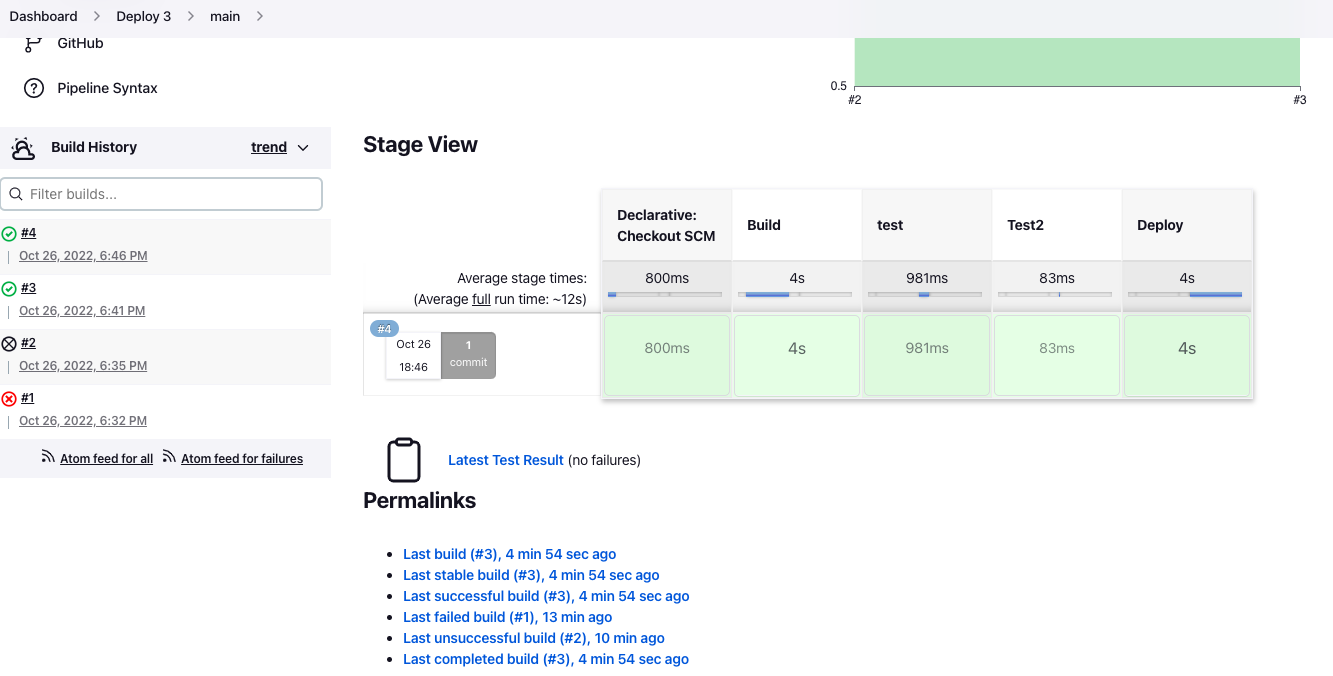 Dashboard > Deploy 3 > main >
GitHub
Pipeline Syntax
0.5
#2 #3
Build History trend
Filter builds...
#4
Oct 26, 2022, 6:46 PM
#3
Oct 26, 2022, 6:41 PM
#2
Oct 26, 2022, 6:35 PM
#1
Oct 26, 2022, 6:32 PM
Atom feed for all Atom feed for failures
Stage View
Declarative:
Checkout SCM
Build
test
Test2
Deploy
Average stage times:
(Average full run time: ~12s)
800ms 4s 981ms 83ms 4s
#4
Oct 26
18:46
1
commit
800ms 4s 981ms 83ms 4s
Latest Test Result (no failures)
Permalinks
Last build (#3), 4 min 54 sec ago
Last stable build (#3), 4 min 54 sec ago
Last successful build (#3), 4 min 54 sec ago
Last failed build (#1), 13 min ago
Last unsuccessful build (#2), 10 min ago
Last completed build (#3), 4 min 54 sec ago